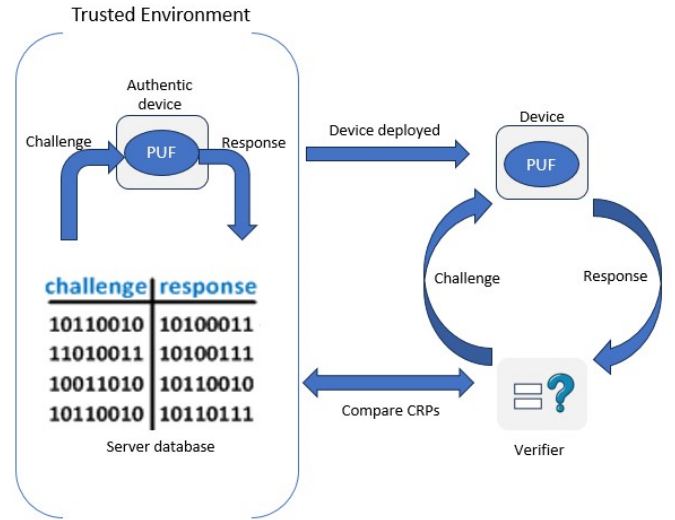 Trusted Environment
Authentic
device
Challenge
PUF
Response
Device deployed
Device
PUF
challenge response
10110010 10100011
11010011 10100111
10011010 10110010
10110010 10110111
Server database
Challenge
Response
Compare CRPs
=?
Verifier